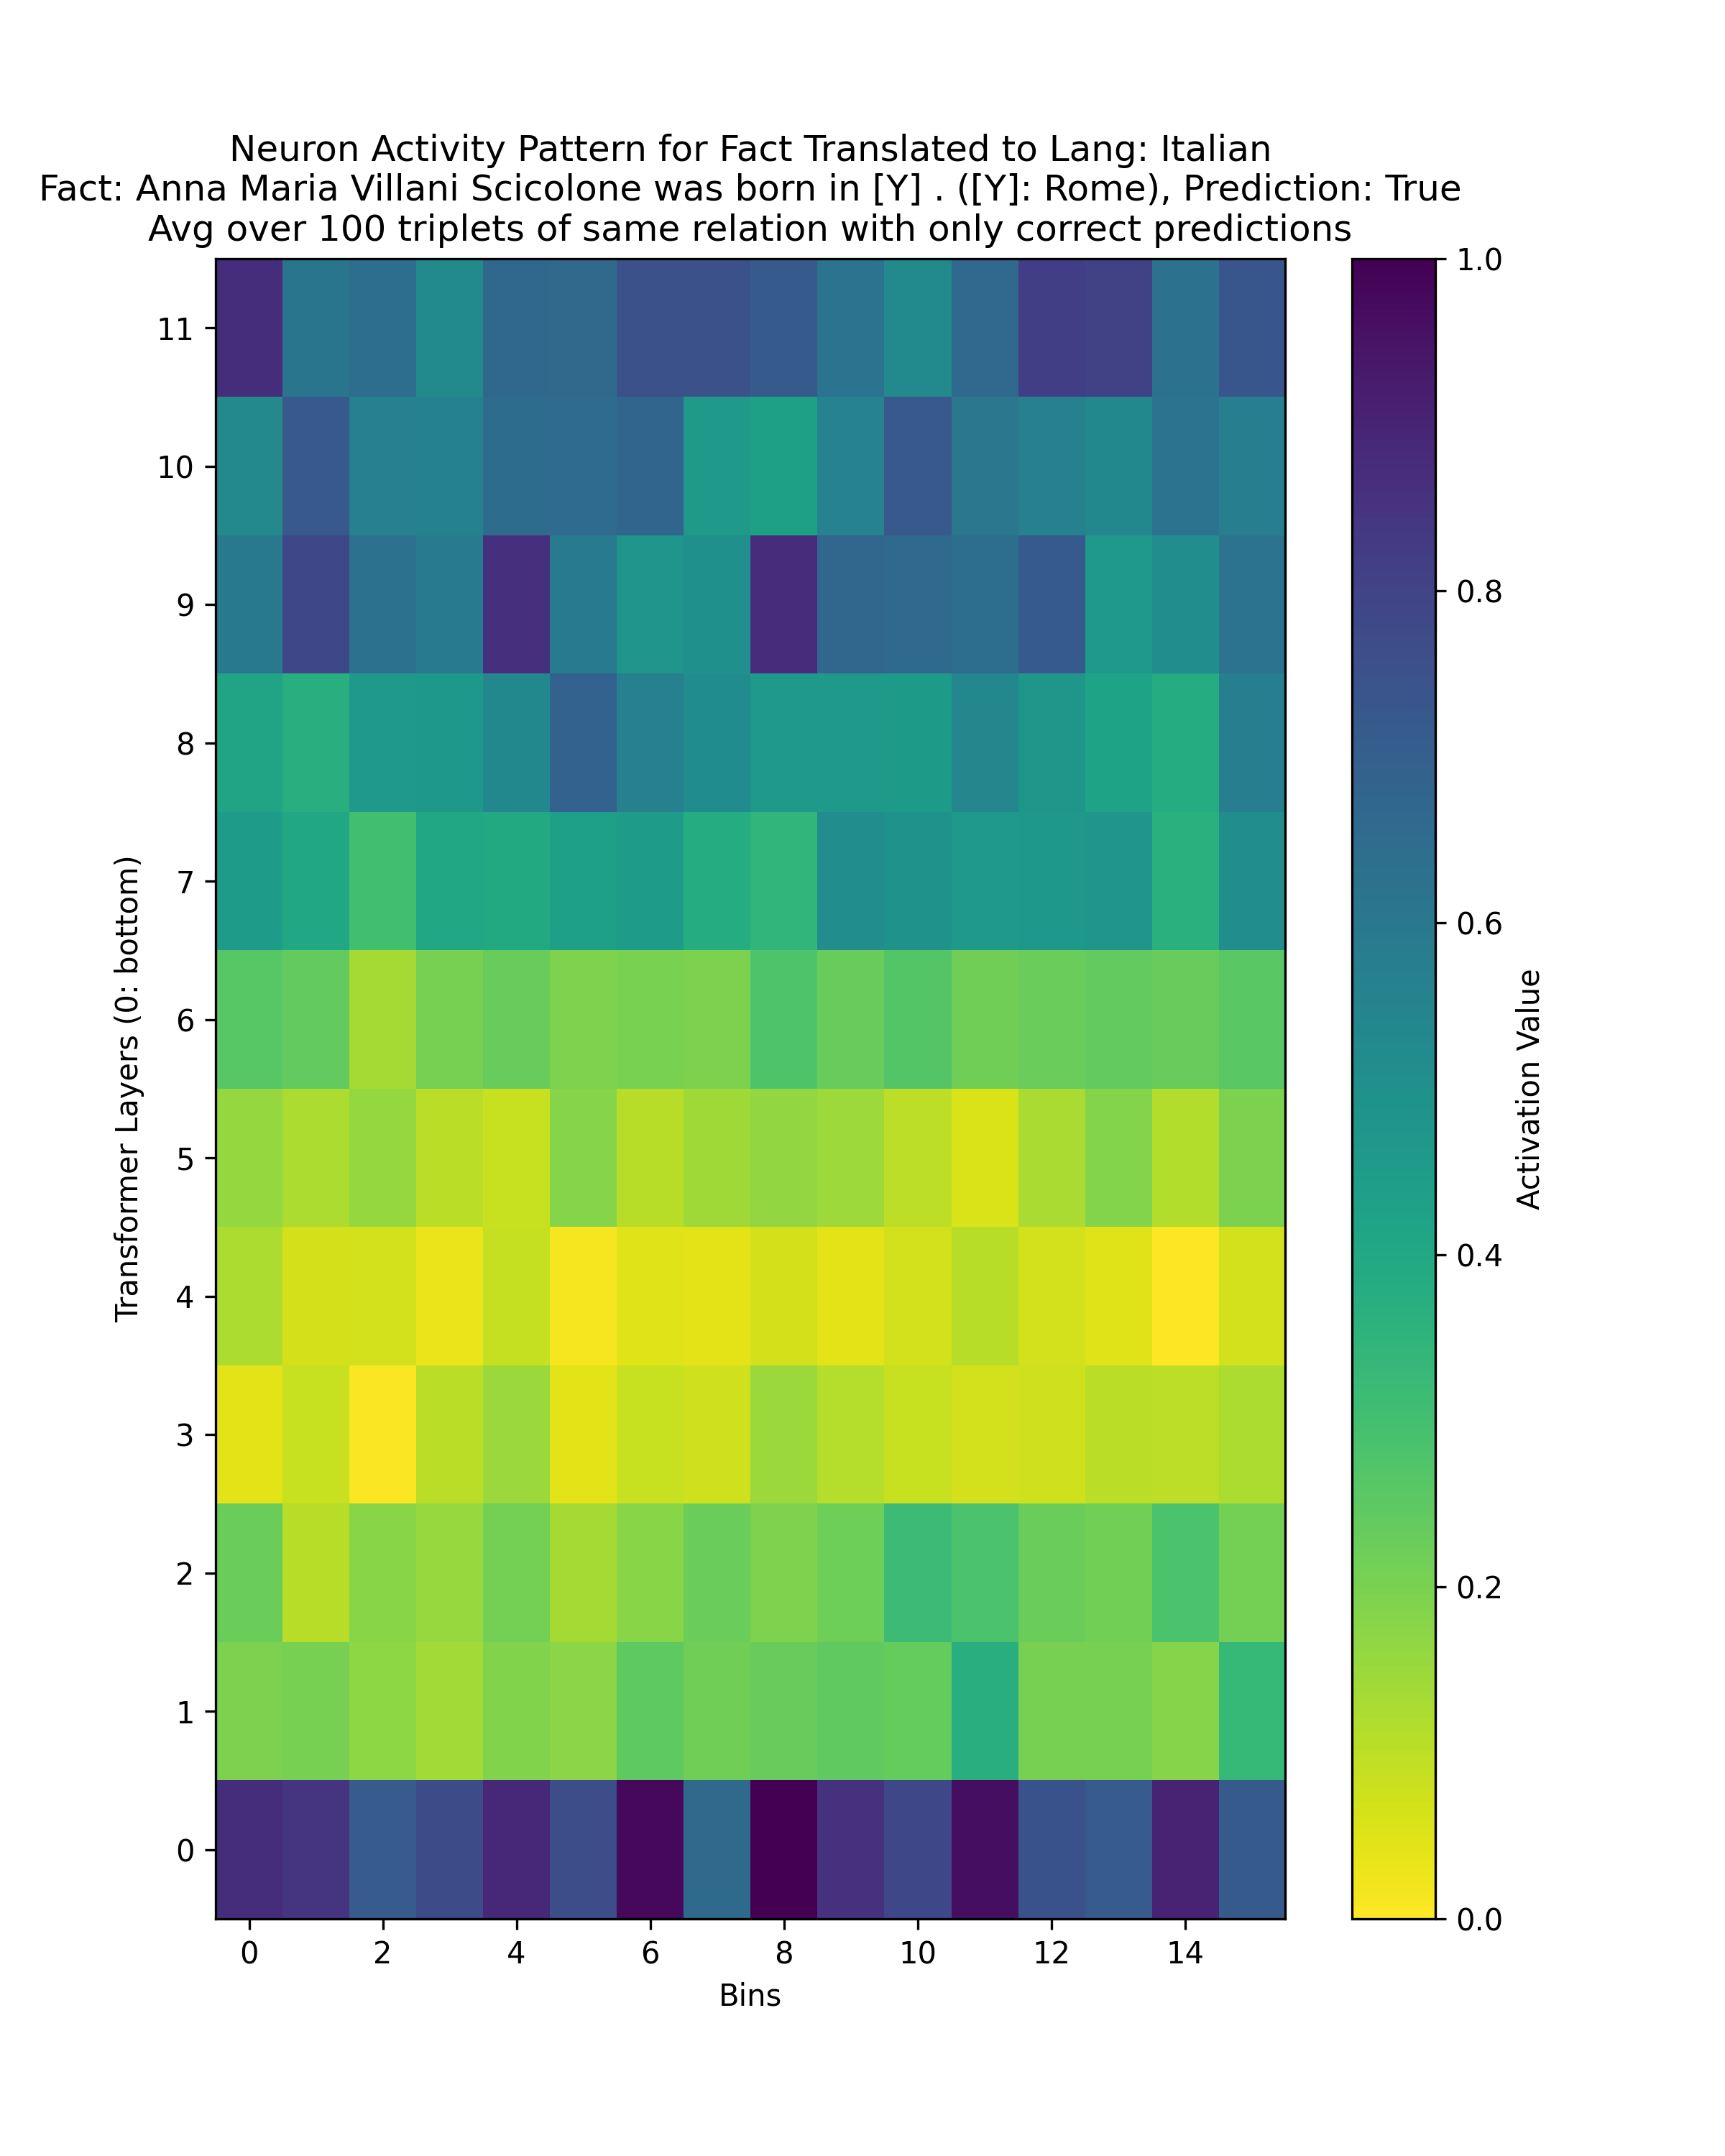 Neuron Activity Pattern for Fact Translated to Lang: Italian
Fact: Anna Maria Villani Scicolone was born in [Y] . ([Y]: Rome), Prediction: True
Avg over 100 triplets of same relation with only correct predictions
Transformer Layers (0: bottom)
11
10
9
8
7
6
5
4
3
2
1
0
0 2 4 6 8 10 12 14
Bins
1.0
0.8
0.6
0.4
0.2
0.0
Activation Value